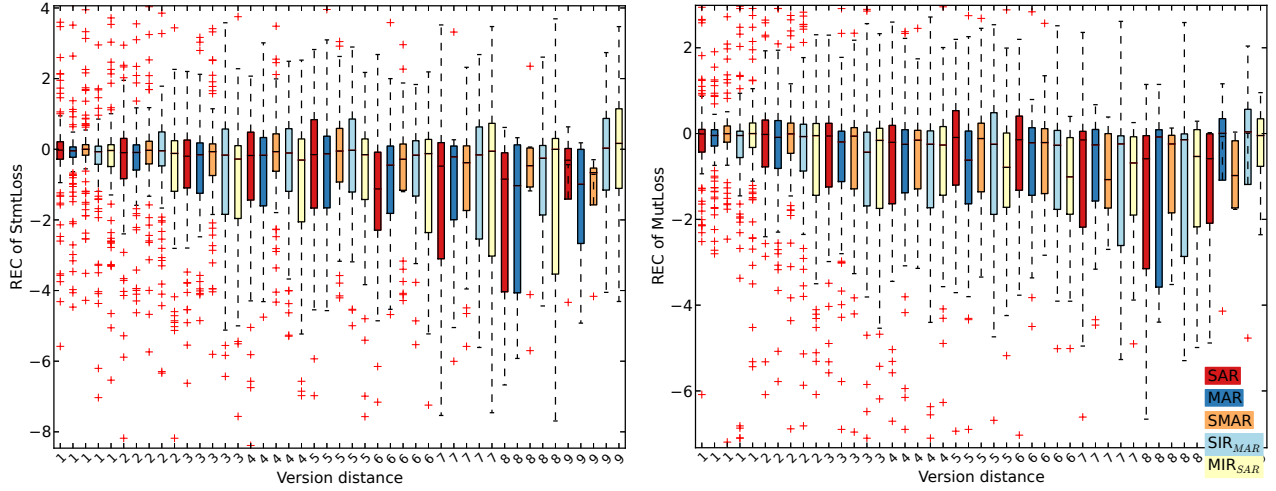 REC of StmtLoss
4
2
0
−2
−4
−6
−8
1 1 1 1 1 2 2 2 2 2 3 3 3 3 3 4 4 4 4 4 5 5 5 5 5 6 6 6 6 6 7 7 7 7 7 8 8 8 8 8 9 9 9 9 9
Version distance
REC of MutLoss
2
0
−2
−4
−6
1 1 1 1 1 2 2 2 2 2 3 3 3 3 3 4 4 4 4 4 5 5 5 5 5 6 6 6 6 6 7 7 7 7 7 8 8 8 8 8
Version distance
SAR
MAR
SMAR
SIR_MAR
MIR_SAR